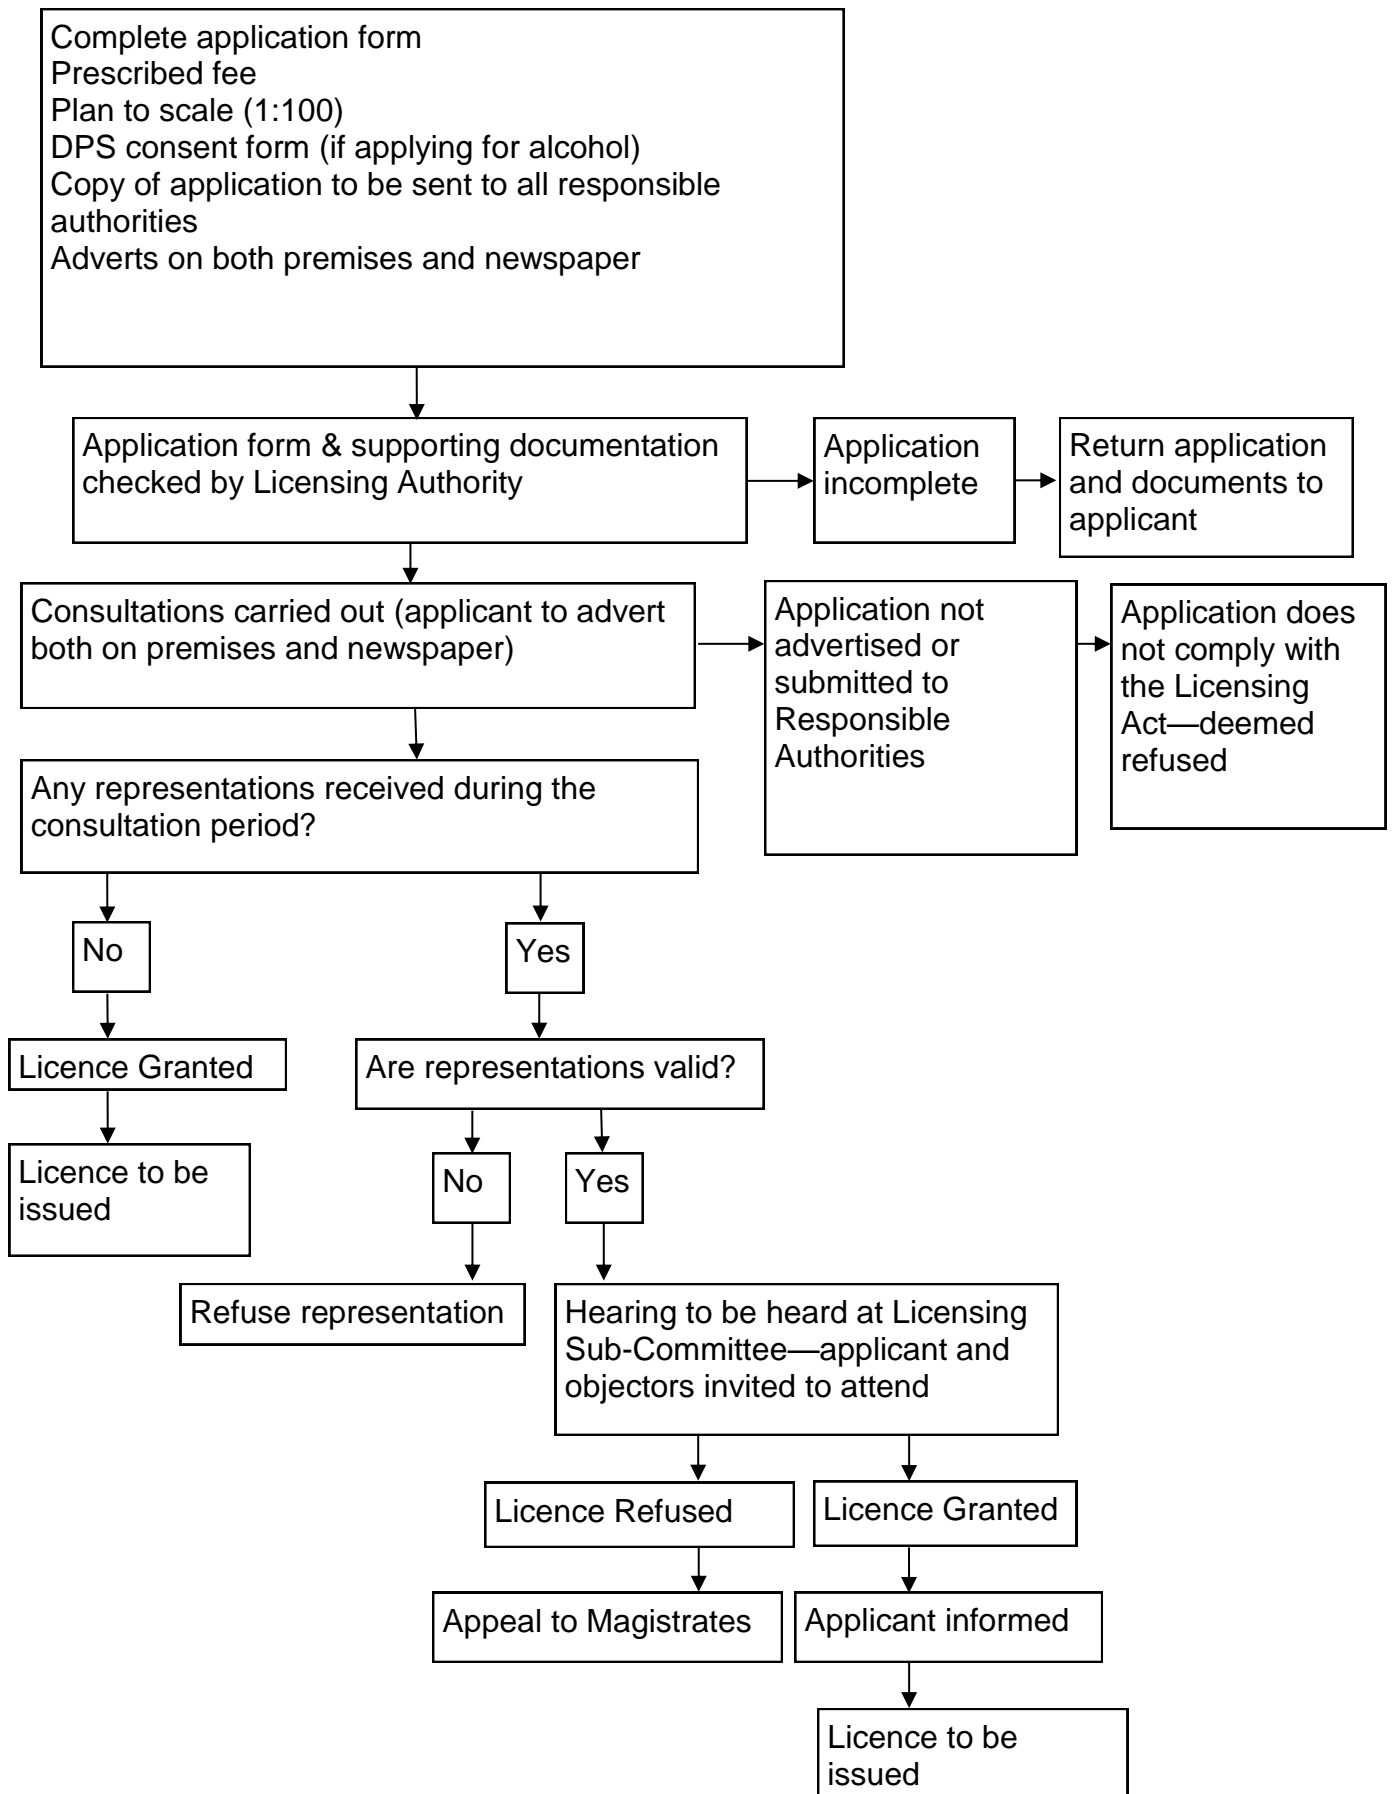 Complete application form
Prescribed fee
Plan to scale (1:100)
DPS consent form (if applying for alcohol)
Copy of application to be sent to all responsible
authorities
Adverts on both premises and newspaper
Application form & supporting documentation
checked by Licensing Authority
Application
incomplete
Return application
and documents to
applicant
Consultations carried out (applicant to advert
both on premises and newspaper)
Application not
advertised or
submitted to
Responsible
Authorities
Application does
not comply with
the Licensing
Act—deemed
refused
Any representations received during the
consultation period?
No
Yes
Licence Granted
Are representations valid?
Licence to be
issued
No
Yes
Refuse representation
Hearing to be heard at Licensing
Sub-Committee—applicant and
objectors invited to attend
Licence Refused
Licence Granted
Appeal to Magistrates
Applicant informed
Licence to be
issued